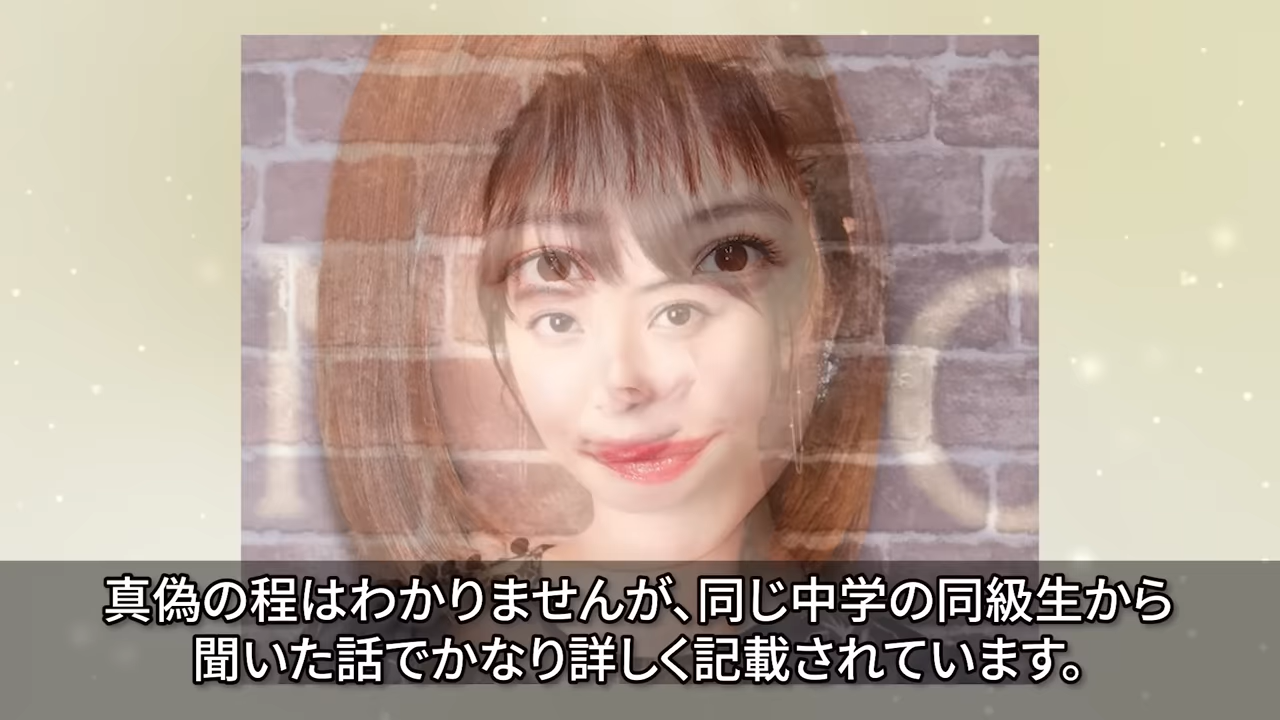 真偽の程はわかりませんが、同じ中学の同級生から
聞いた話でかなり詳しく記載されています。